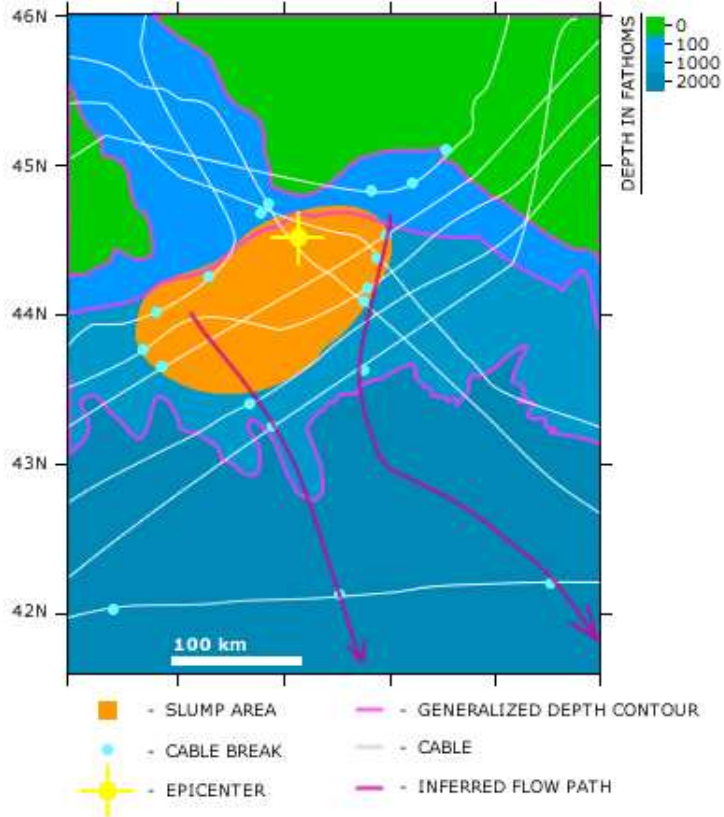 46N
45N
44N
43N
42N
DEPTH IN FATHOMS
0
100
1000
2000
100 km
- SLUMP AREA
- GENERALIZED DEPTH CONTOUR
- CABLE BREAK
- CABLE
- EPICENTER
- INFERRED FLOW PATH